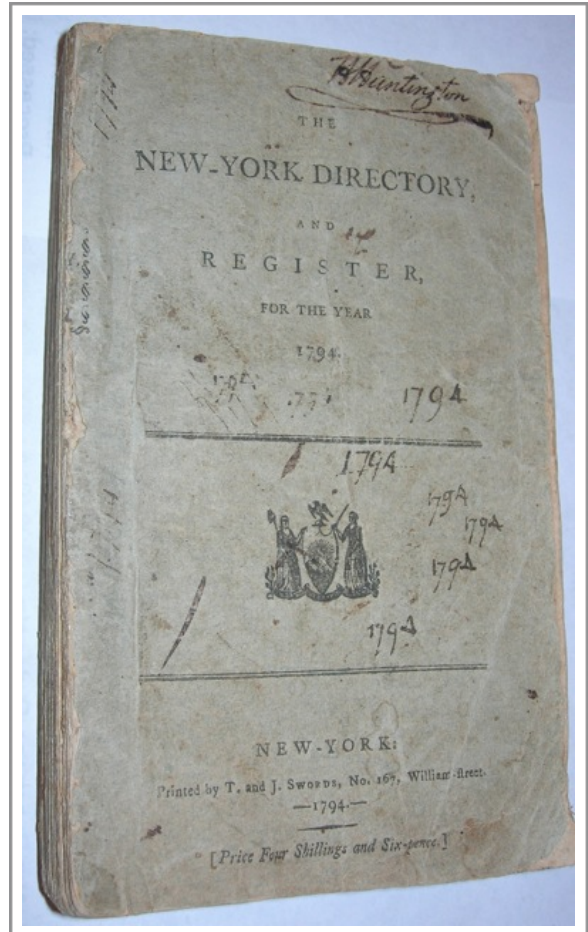 Huntington
THE
NEW-YORK DIRECTORY,
AND
REGISTER,
FOR THE YEAR
1794.
1794
1794
1794
1794
1794
1794
NEW-YORK:
Printed by T. and J. SWORDS, No. 167, William-street.
—1794.—
[Price Four Shillings and Six-pence.]